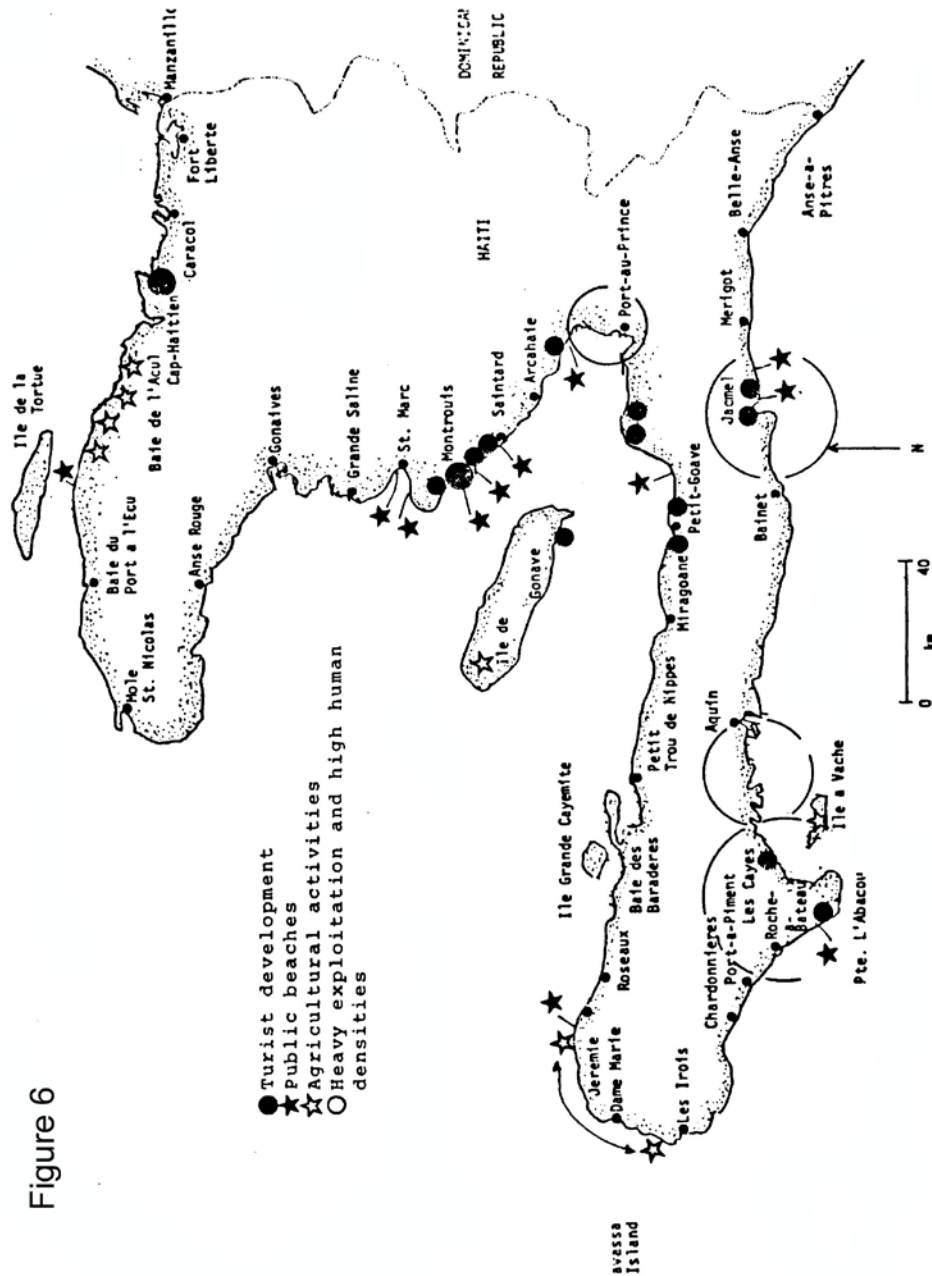 Figure 6
Turist development
Public beaches
Agricultural activities
Heavy exploitation and high human
densities
Ile de la
Tortue
Mole
St. Nicolas
Baie du
Port a l'Ecu
Baie de l'Acul
Cap-Haitien
Caracol
Fort
Liberte
Manzanillo
Anse Rouge
Gonaives
Grande Saline
St. Marc
Montrouis
Saintard
Arcahaie
HAITI
DOMINICAN
REPUBLIC
Ile de
Gonave
Port-au-Prince
Ile Grande Cayemite
Jeremie
Roseaux
Baie des
Baraderes
Petit
Trou de Nippes
Miragoane
Petit-Goave
Dame Marie
Les Irois
avassa
Island
Chardonnieres
Port-a-Piment
Roche-
a-
Bateau
Les Cayes
Pte. L'Abacou
Ile a Vache
Aquin
Bainet
Jacmel
Merigot
Belle-Anse
Anse-a-
Pitres
0
40
km
N